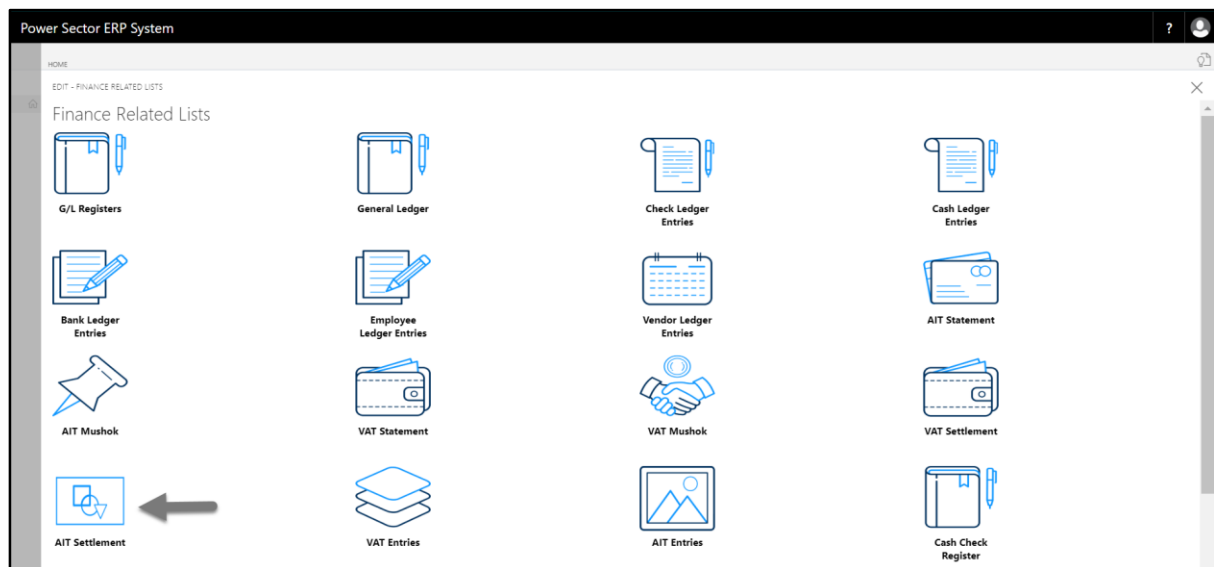 Power Sector ERP System
?
HOME
EDIT - FINANCE RELATED LISTS
Finance Related Lists
G/L Registers
General Ledger
Check Ledger
Entries
Cash Ledger
Entries
Bank Ledger
Entries
Employee
Ledger Entries
Vendor Ledger
Entries
AIT Statement
AIT Mushok
VAT Statement
VAT Mushok
VAT Settlement
AIT Settlement
VAT Entries
AIT Entries
Cash Check
Register